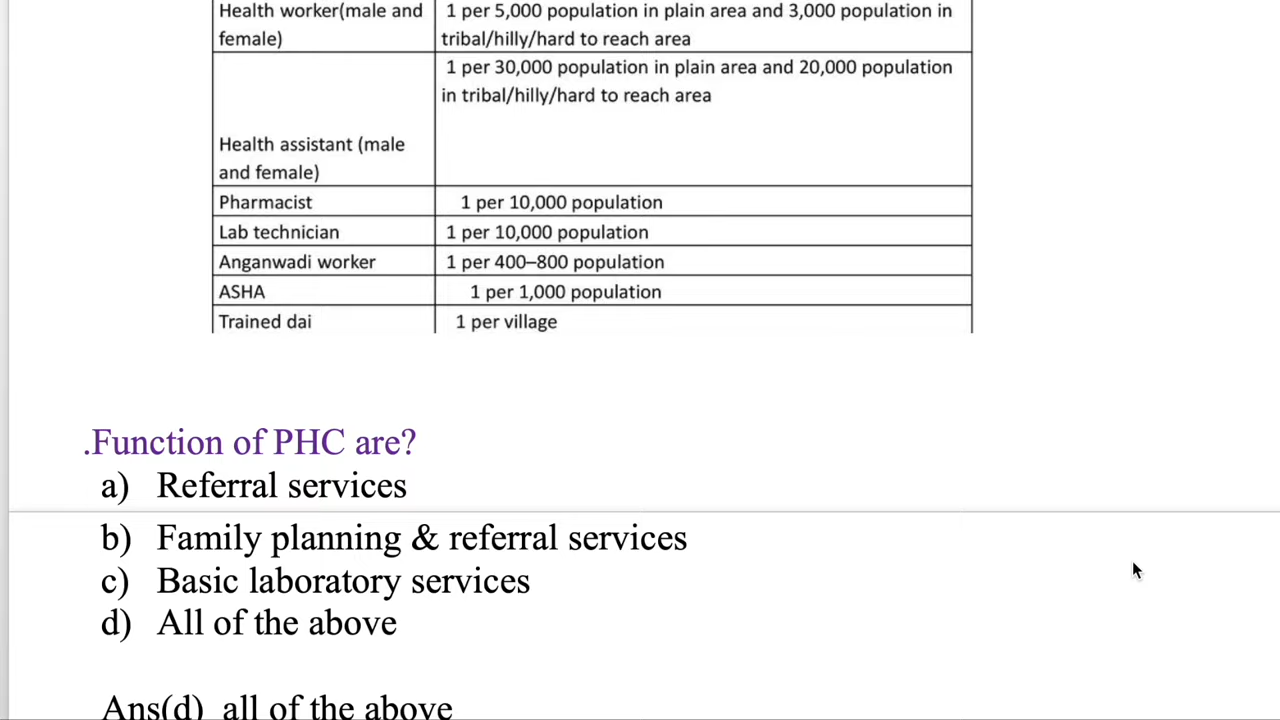 Health worker(male and female)
1 per 5,000 population in plain area and 3,000 population in tribal/hilly/hard to reach area
Health assistant (male and female)
1 per 30,000 population in plain area and 20,000 population in tribal/hilly/hard to reach area
Pharmacist 1 per 10,000 population
Lab technician 1 per 10,000 population
Anganwadi worker 1 per 400–800 population
ASHA 1 per 1,000 population
Trained dai 1 per village
.Function of PHC are?
a) Referral services
b) Family planning & referral services
c) Basic laboratory services
d) All of the above
Ans(d) all of the above